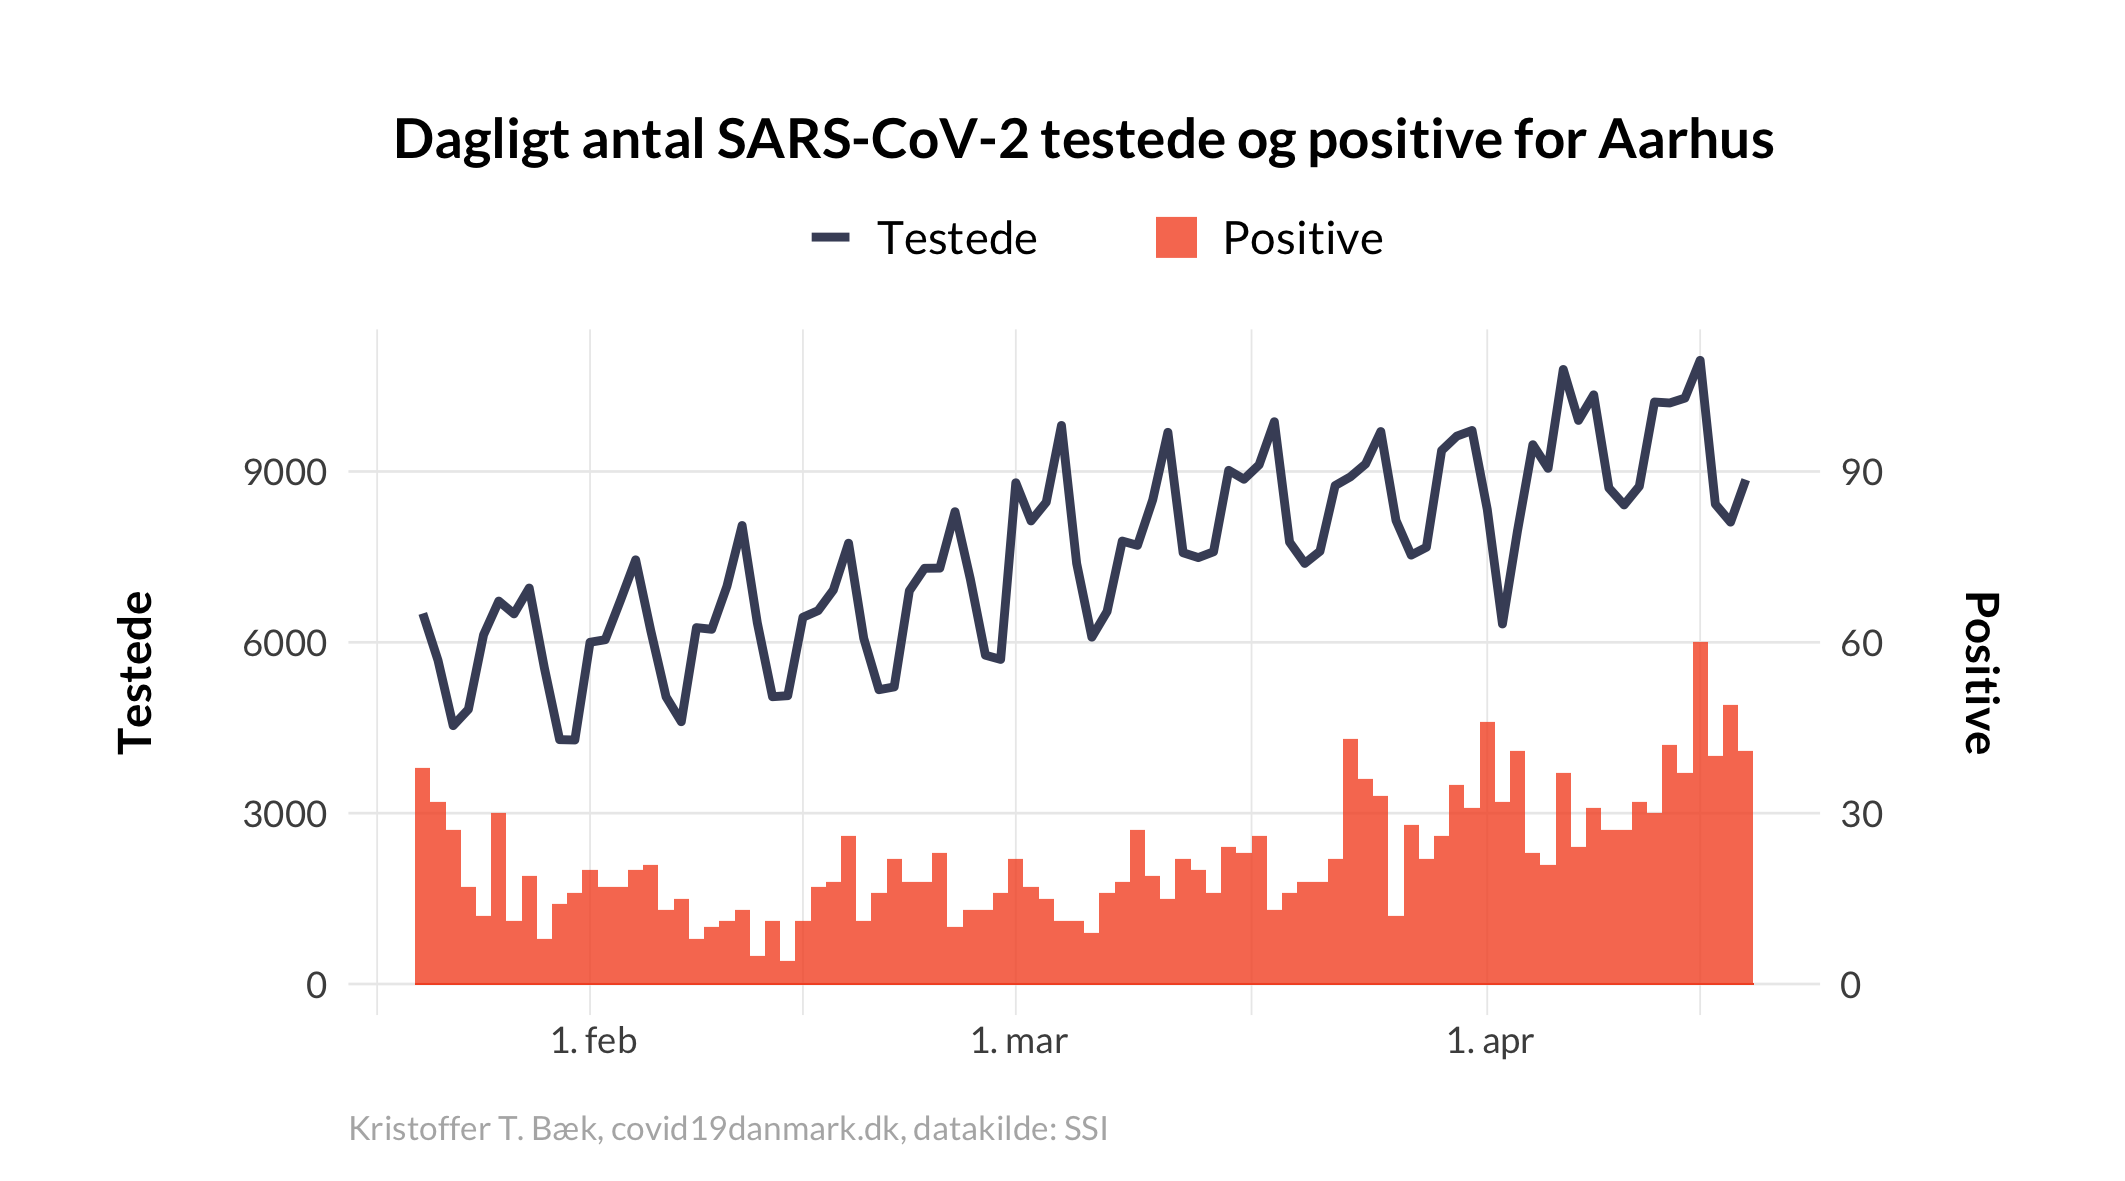 Dagligt antal SARS-CoV-2 testede og positive for Aarhus
Testede Positive
Testede
9000
6000
3000
0
90
60
30
0
Positive
1. feb 1. mar 1. apr
Kristoffer T. Bæk, covid19danmark.dk, datakilde: SSI